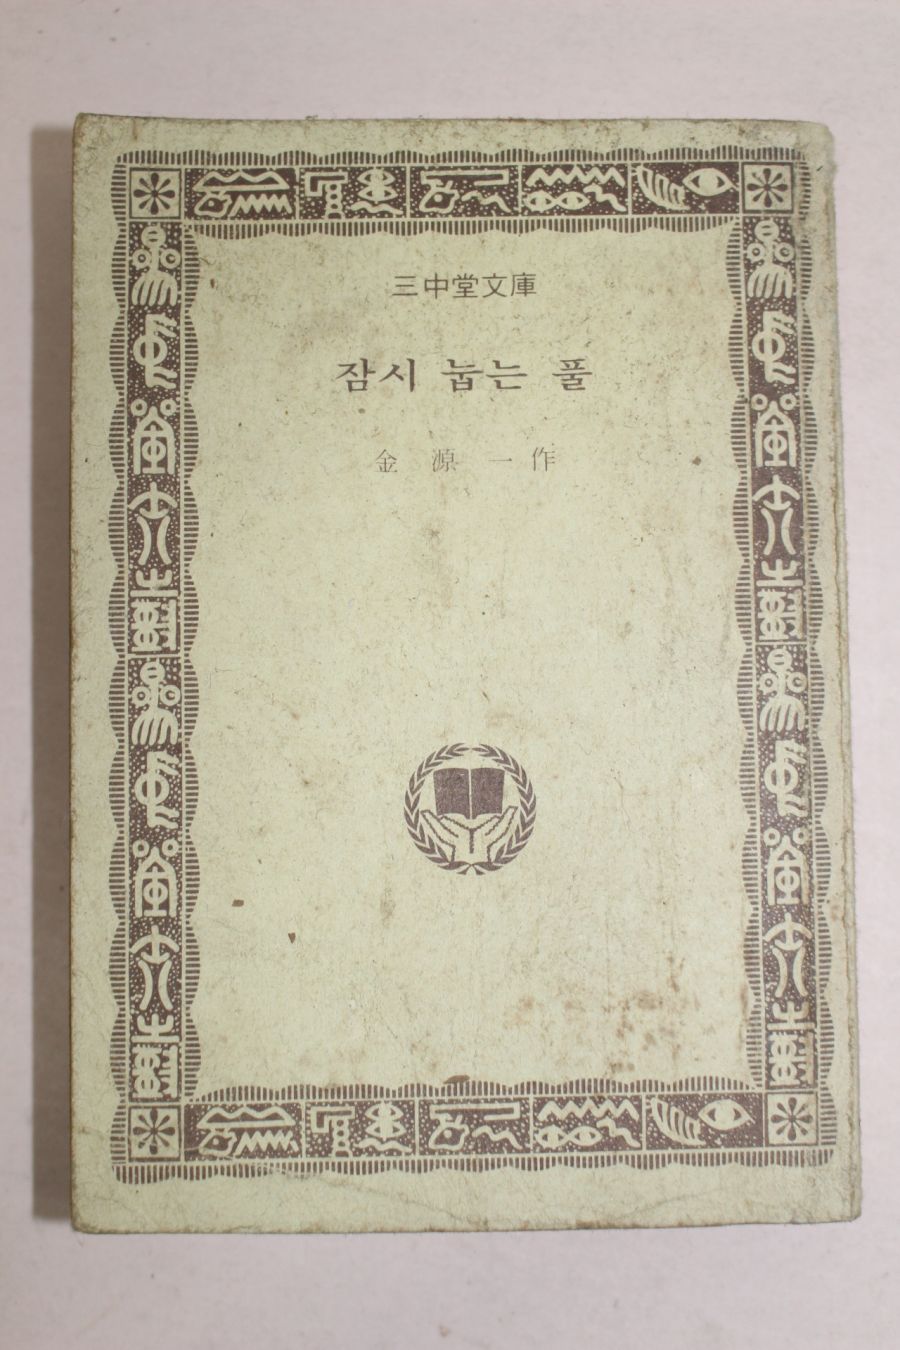 三中堂文庫
잠시 눕는 풀
金 源 一 作